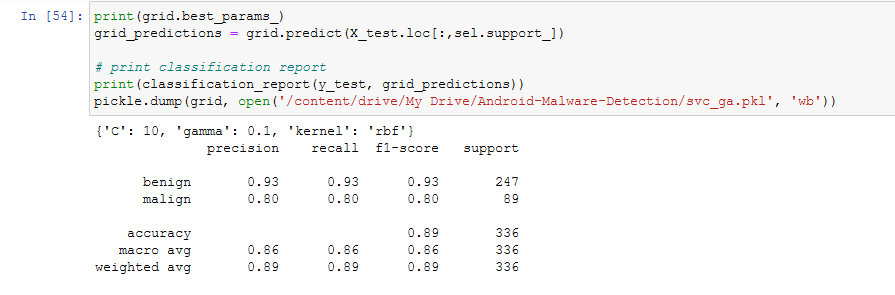 In [54]: print(grid.best_params_)
grid_predictions = grid.predict(X_test.loc[:,sel.support_])
# print classification report
print(classification_report(y_test, grid_predictions))
pickle.dump(grid, open('/content/drive/My Drive/Android-Malware-Detection/svc_ga.pkl', 'wb'))
{'C': 10, 'gamma': 0.1, 'kernel': 'rbf'}
precision recall f1-score support
benign 0.93 0.93 0.93 247
malign 0.80 0.80 0.80 89
accuracy 0.89 336
macro avg 0.86 0.86 0.86 336
weighted avg 0.89 0.89 0.89 336